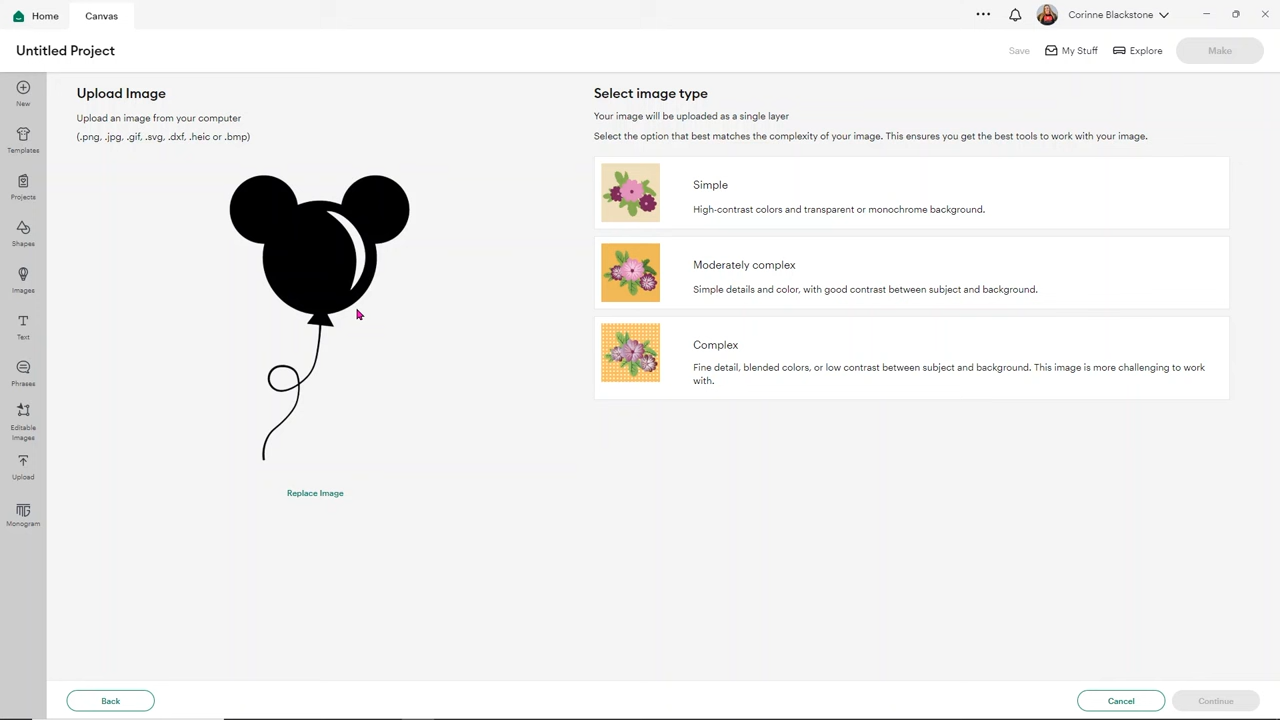 Home
Canvas
Corinne Blackstone
Untitled Project
Save
My Stuff
Explore
Make
New
Templates
Projects
Shapes
Images
Text
Phrases
Editable
Images
Upload
Monogram
Upload Image
Upload an image from your computer
(.png, .jpg, .gif, .svg, .dxf, .heic or .bmp)
Replace Image
Select image type
Your image will be uploaded as a single layer
Select the option that best matches the complexity of your image. This ensures you get the best tools to work with your image.
Simple
High-contrast colors and transparent or monochrome background.
Moderately complex
Simple details and color, with good contrast between subject and background.
Complex
Fine detail, blended colors, or low contrast between subject and background. This image is more challenging to work
with.
Back
Cancel
Continue